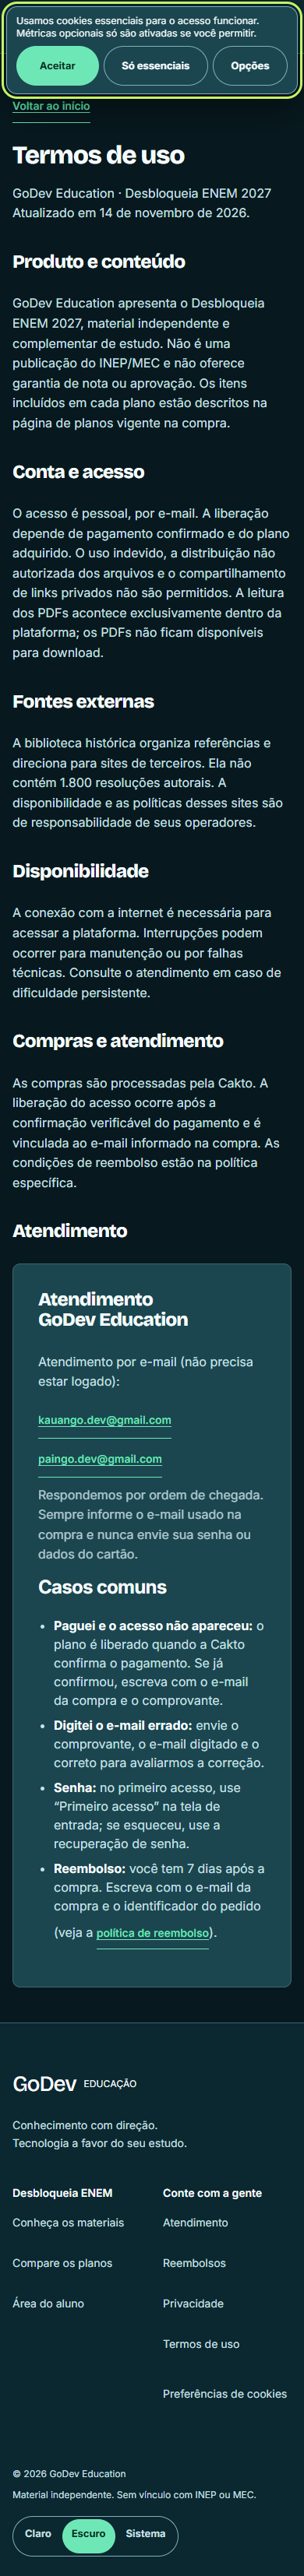 Usamos cookies essenciais para o acesso funcionar.
Métricas opcionais só são ativadas se você permitir.
Aceitar
Só essenciais
Opções
Voltar ao início
Termos de uso
GoDev Education · Desbloqueia ENEM 2027
Atualizado em 14 de novembro de 2026.
Produto e conteúdo
GoDev Education apresenta o Desbloqueia
ENEM 2027, material independente e
complementar de estudo. Não é uma
publicação do INEP/MEC e não oferece
garantia de nota ou aprovação. Os itens
incluídos em cada plano estão descritos na
página de planos vigente na compra.
Conta e acesso
O acesso é pessoal, por e-mail. A liberação
depende de pagamento confirmado e do plano
adquirido. O uso indevido, a distribuição não
autorizada dos arquivos e o compartilhamento
de links privados não são permitidos. A leitura
dos PDFs acontece exclusivamente dentro da
plataforma; os PDFs não ficam disponíveis
para download.
Fontes externas
A biblioteca histórica organiza referências e
direciona para sites de terceiros. Ela não
contém 1.800 resoluções autorais. A
disponibilidade e as políticas desses sites são
de responsabilidade de seus operadores.
Disponibilidade
A conexão com a internet é necessária para
acessar a plataforma. Interrupções podem
ocorrer para manutenção ou por falhas
técnicas. Consulte o atendimento em caso de
dificuldade persistente.
Compras e atendimento
As compras são processadas pela Cakto. A
liberação do acesso ocorre após a
confirmação verificável do pagamento e é
vinculada ao e-mail informado na compra. As
condições de reembolso estão na política
específica.
Atendimento
Atendimento
GoDev Education
Atendimento por e-mail (não precisa
estar logado):
kauango.dev@gmail.com
paingo.dev@gmail.com
Respondemos por ordem de chegada.
Sempre informe o e-mail usado na
compra e nunca envie sua senha ou
dados do cartão.
Casos comuns
• Paguei e o acesso não apareceu: o
plano é liberado quando a Cakto
confirma o pagamento. Se já
confirmou, escreva com o e-mail
da compra e o comprovante.
• Digitei o e-mail errado: envie o
comprovante, o e-mail digitado e o
correto para avaliarmos a correção.
• Senha: no primeiro acesso, use
“Primeiro acesso” na tela de
entrada; se esqueceu, use a
recuperação de senha.
• Reembolso: você tem 7 dias após a
compra. Escreva com o e-mail da
compra e o identificador do pedido
(veja a política de reembolso).
GoDev EDUCAÇÃO
Conhecimento com direção.
Tecnologia a favor do seu estudo.
Desbloqueia ENEM
Conheça os materiais
Compare os planos
Área do aluno
Conte com a gente
Atendimento
Reembolsos
Privacidade
Termos de uso
Preferências de cookies
© 2026 GoDev Education
Material independente. Sem vínculo com INEP ou MEC.
Claro
Escuro
Sistema